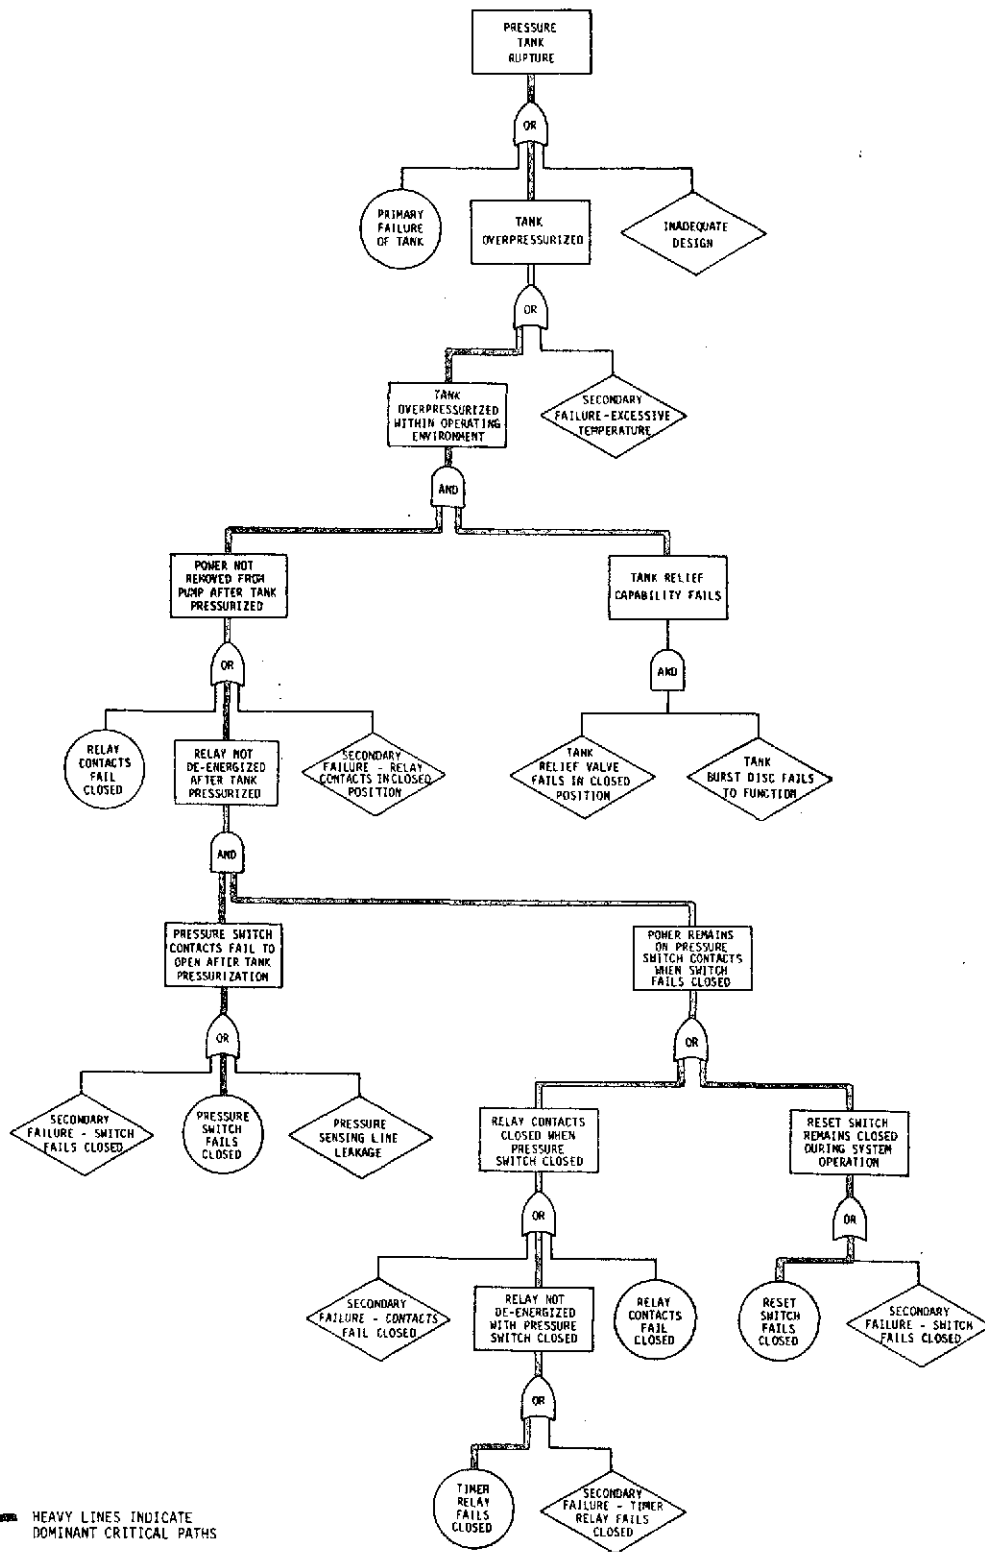 PRESSURE
TANK
RUPTURE
OR
PRIMARY
FAILURE
OF TANK
TANK
OVERPRESSURIZED
INADEQUATE
DESIGN
OR
TANK
OVERPRESSURIZED
WITHIN OPERATING
ENVIRONMENT
SECONDARY
FAILURE-EXCESSIVE
TEMPERATURE
AND
POWER NOT
REMOVED FROM
PUMP AFTER TANK
PRESSURIZED
TANK RELIEF
CAPABILITY FAILS
OR
AND
RELAY
CONTACTS
FAIL
CLOSED
RELAY NOT
DE-ENERGIZED
AFTER TANK
PRESSURIZED
SECONDARY
FAILURE - RELAY
CONTACTS IN CLOSED
POSITION
TANK
RELIEF VALVE
FAILS IN CLOSED
POSITION
TANK
BURST DISC FAILS
TO FUNCTION
AND
PRESSURE SWITCH
CONTACTS FAIL TO
OPEN AFTER TANK
PRESSURIZATION
POWER REMAINS
ON PRESSURE
SWITCH CONTACTS
WHEN SWITCH
FAILS CLOSED
OR
OR
SECONDARY
FAILURE - SWITCH
FAILS CLOSED
PRESSURE
SWITCH
FAILS
CLOSED
PRESSURE
SENSING LINE
LEAKAGE
RELAY CONTACTS
CLOSED WHEN
PRESSURE
SWITCH CLOSED
RESET SWITCH
REMAINS CLOSED
DURING SYSTEM
OPERATION
OR
OR
SECONDARY
FAILURE - CONTACTS
FAIL CLOSED
RELAY NOT
DE-ENERGIZED
WITH PRESSURE
SWITCH CLOSED
RELAY
CONTACTS
FAIL
CLOSED
RESET
SWITCH
FAILS
CLOSED
SECONDARY
FAILURE - SWITCH
FAILS CLOSED
OR
TIMER
RELAY
FAILS
CLOSED
SECONDARY
FAILURE - TIMER
RELAY FAILS
CLOSED
HEAVY LINES INDICATE
DOMINANT CRITICAL PATHS